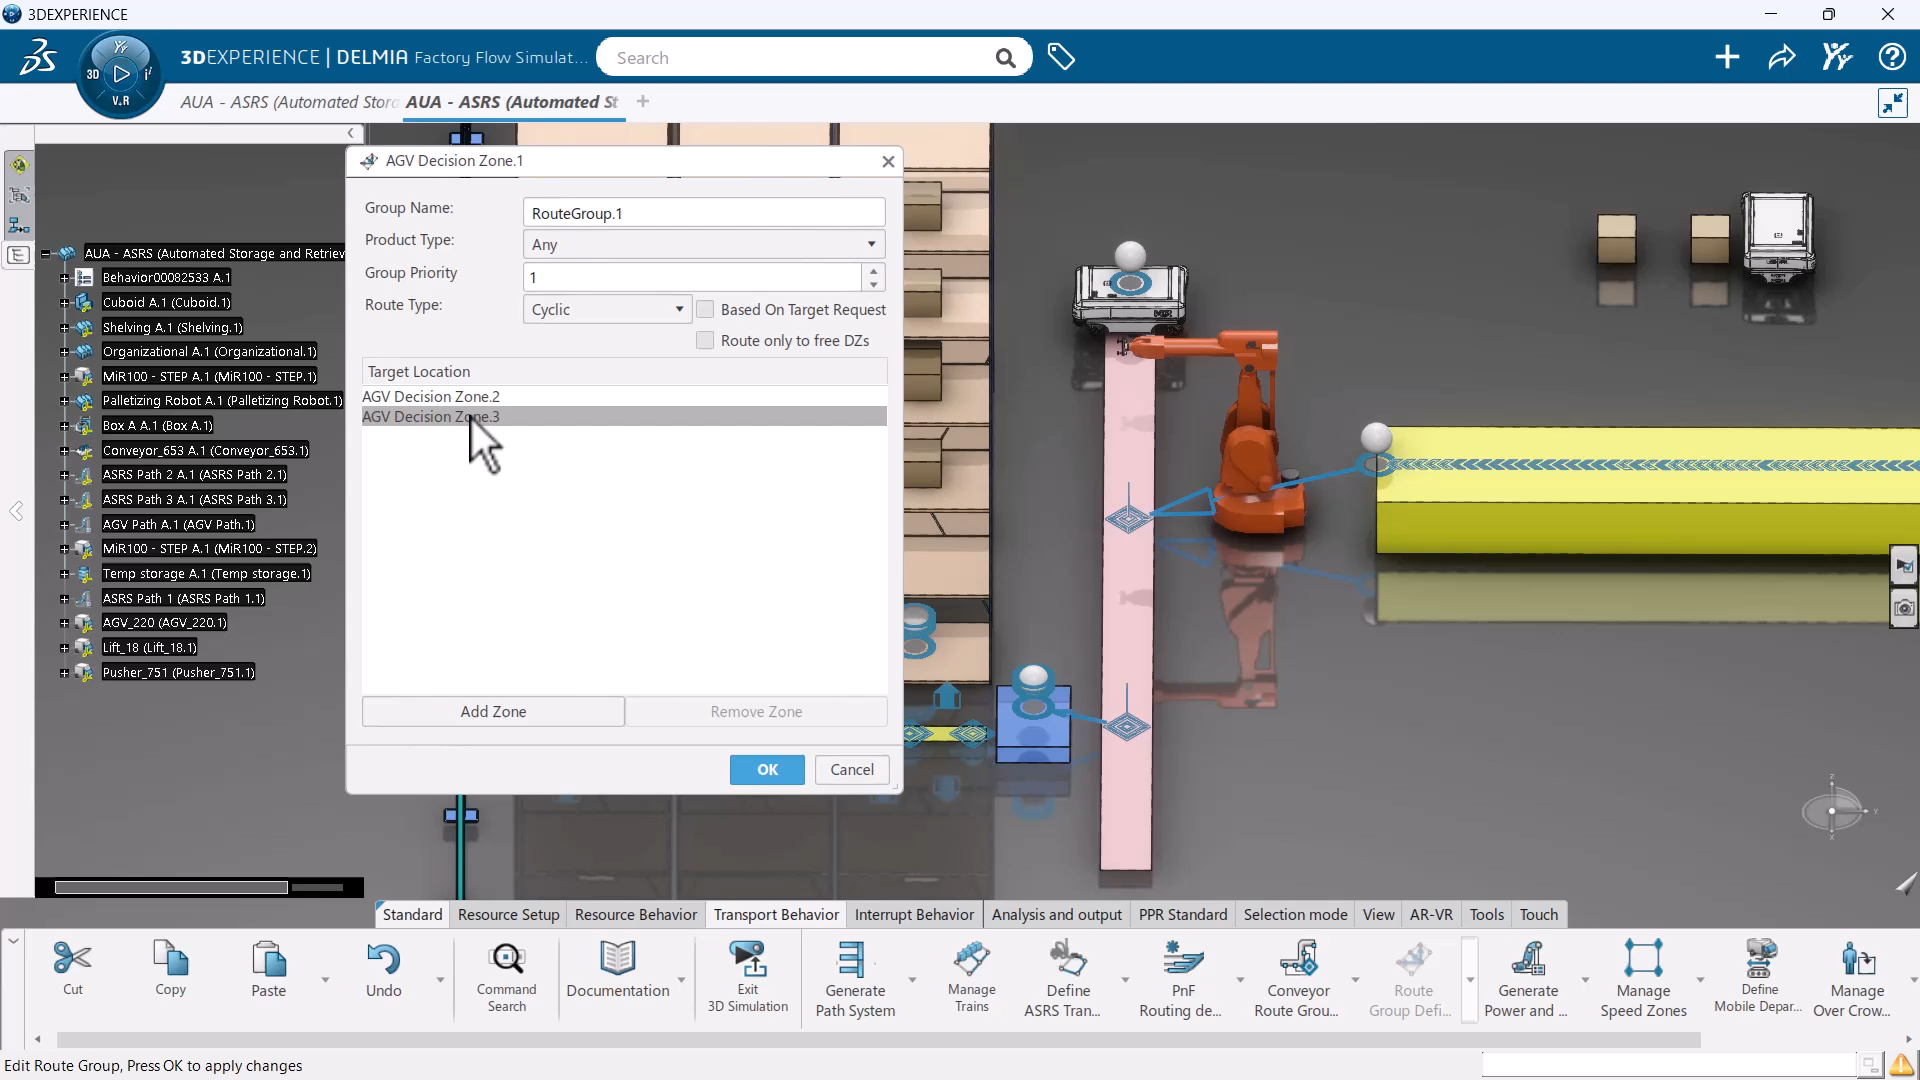 3DEXPERIENCE
3DEXPERIENCE | DELMIA Factory Flow Simulat...
Search
3D
V.R
AUA - ASRS (Automated Stora
AUA - ASRS (Automated St
AGV Decision Zone.1
Group Name:
RouteGroup.1
Product Type:
Any
Group Priority
1
Route Type:
Cyclic
Based On Target Request
Route only to free DZs
Target Location
AGV Decision Zone.2
AGV Decision Zone.3
Add Zone
Remove Zone
OK
Cancel
AUA - ASRS (Automated Storage and Retriev
Behavior00082533 A.1
Cuboid A.1 (Cuboid.1)
Shelving A.1 (Shelving.1)
Organizational A.1 (Organizational.1)
MiR100 - STEP A.1 (MiR100 - STEP.1)
Palletizing Robot A.1 (Palletizing Robot.1)
Box A A.1 (Box A.1)
Conveyor_653 A.1 (Conveyor_653.1)
ASRS Path 2 A.1 (ASRS Path 2.1)
ASRS Path 3 A.1 (ASRS Path 3.1)
AGV Path A.1 (AGV Path.1)
MiR100 - STEP A.1 (MiR100 - STEP.2)
Temp storage A.1 (Temp storage.1)
ASRS Path 1 (ASRS Path 1.1)
AGV_220 (AGV_220.1)
Lift_18 (Lift_18.1)
Pusher_751 (Pusher_751.1)
Standard
Resource Setup
Resource Behavior
Transport Behavior
Interrupt Behavior
Analysis and output
PPR Standard
Selection mode
View
AR-VR
Tools
Touch
Cut
Copy
Paste
Undo
Command
Search
Documentation
Exit
3D Simulation
Generate
Path System
Manage
Trains
Define
ASRS Tran...
PnF
Routing de...
Conveyor
Route Grou...
Route
Group Defi...
Generate
Power and ...
Manage
Speed Zones
Define
Mobile Depar...
Manage
Over Crow...
Edit Route Group, Press OK to apply changes